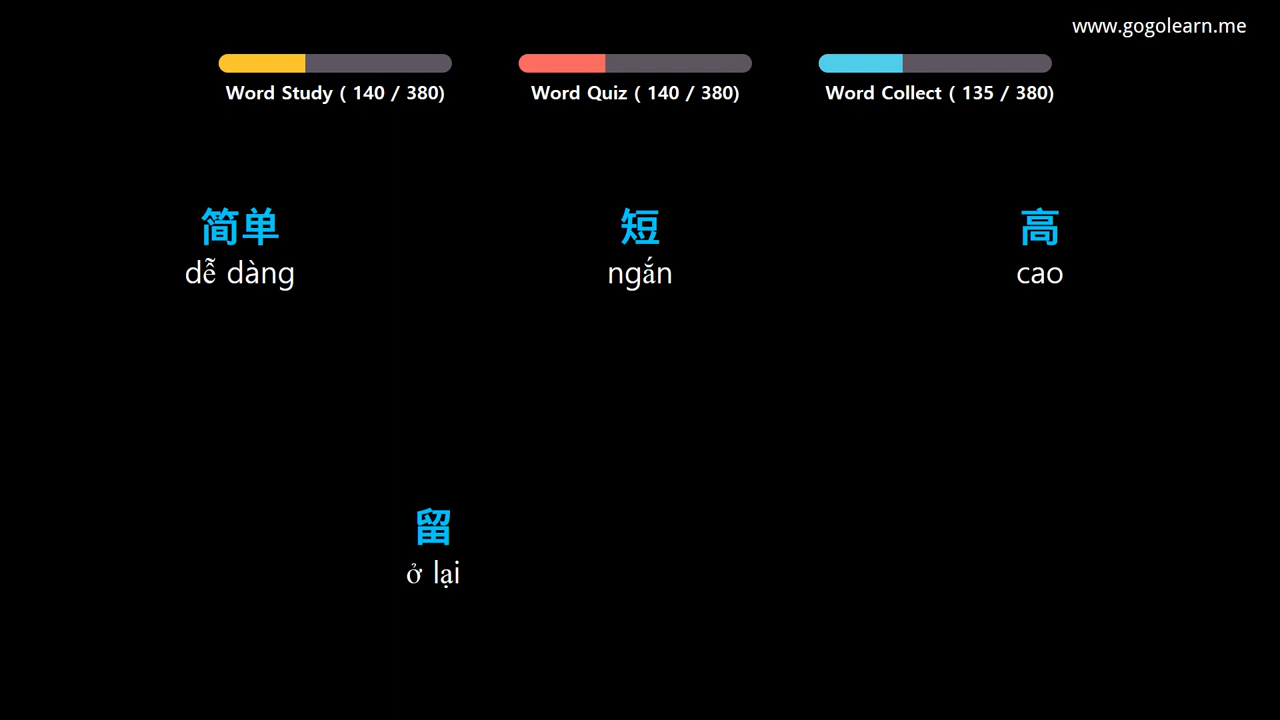 www.gogolearn.me
Word Study ( 140 / 380)
Word Quiz ( 140 / 380)
Word Collect ( 135 / 380)
简单
dễ dàng
短
ngắn
高
cao
留
ở lại